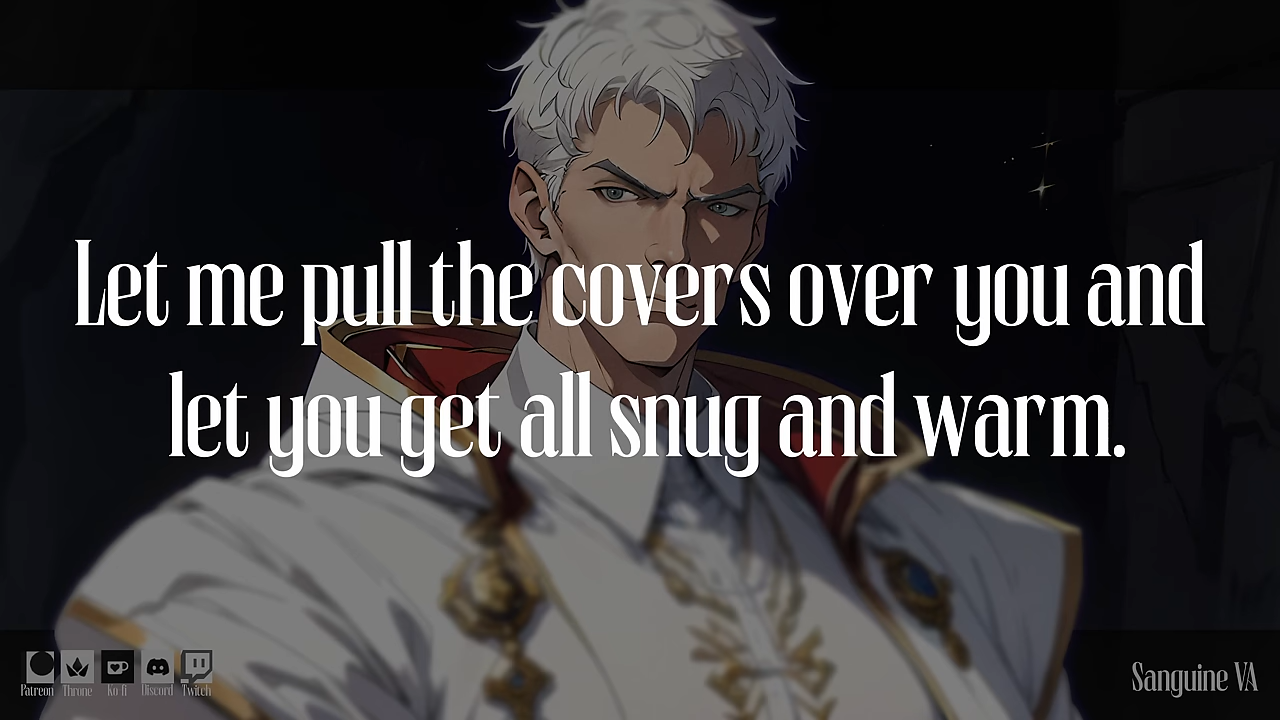 Let me pull the covers over you and
let you get all snug and warm.
Patreon Throne Ko fi Discord Twitch
Sanguine VA